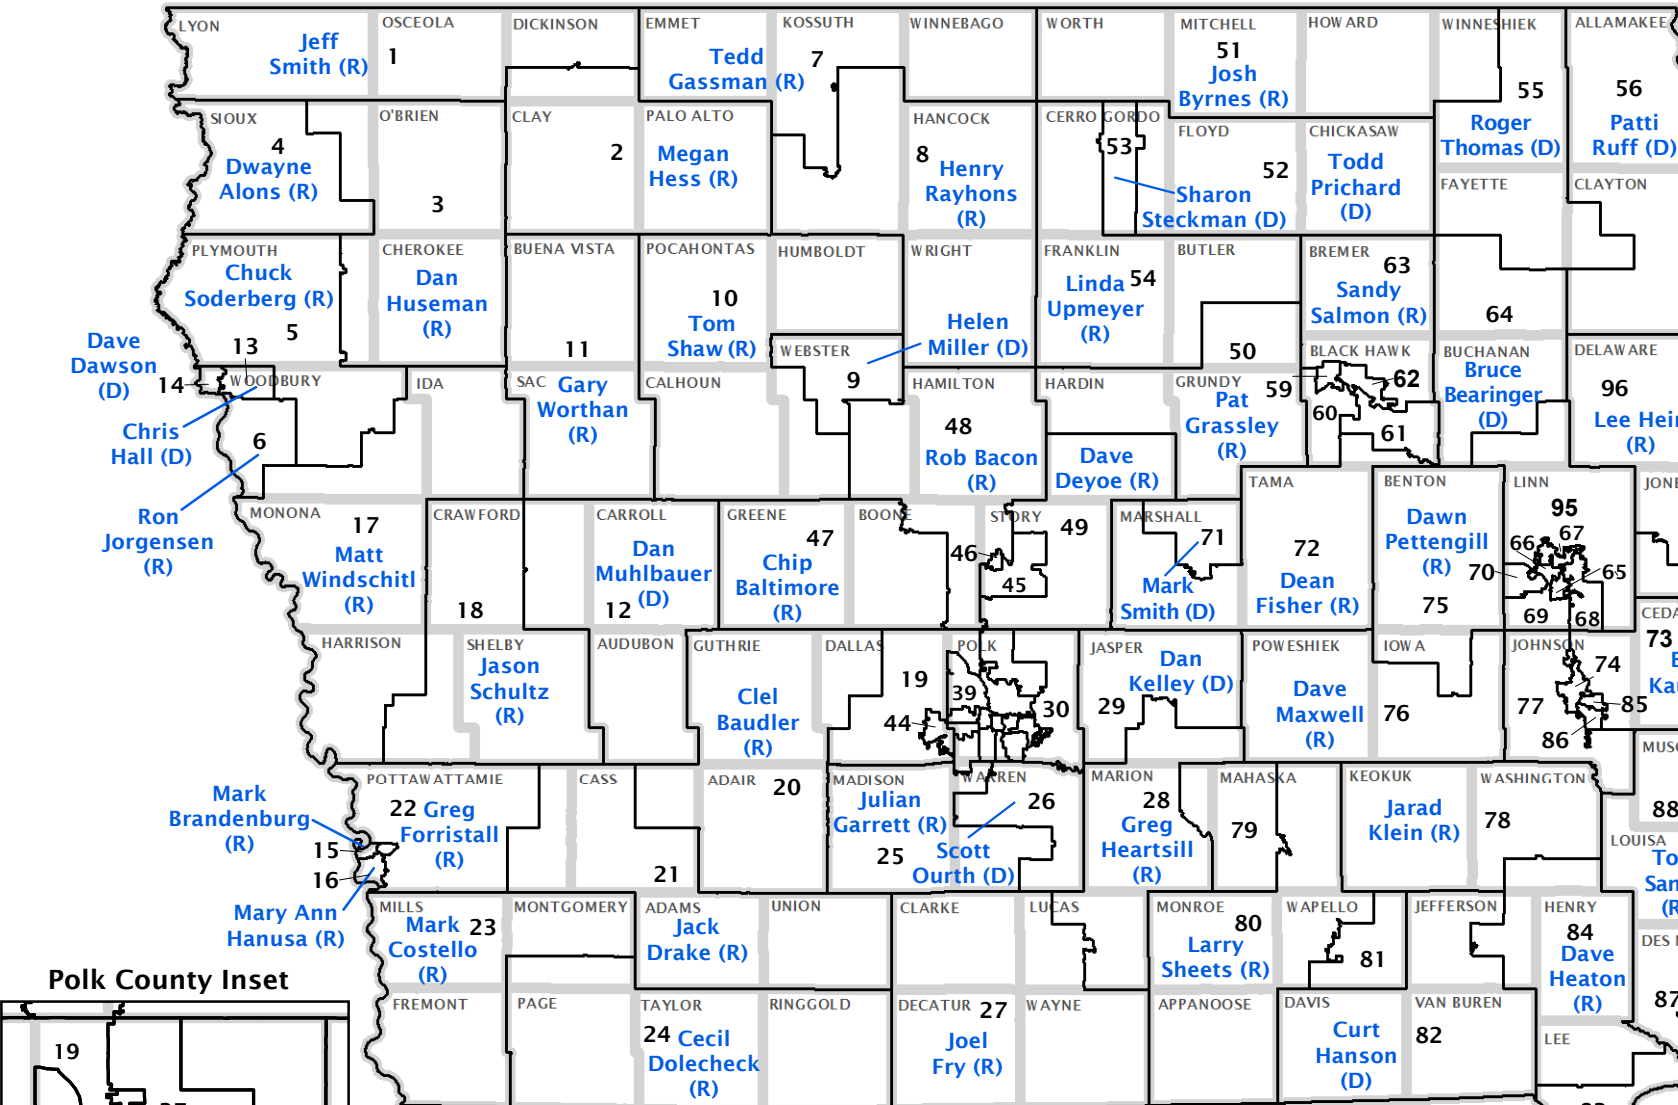 LYON
OSCEOLA
DICKINSON
EMMET
KOSSUTH
WINNEBAGO
WORTH
MITCHELL
HOWARD
WINNESHIEK
ALLAMAKEE
Jeff
Smith (R)
1
Tedd
Gassman (R)
7
51
Josh
Byrnes (R)
55
Roger
Thomas (D)
56
Patti
Ruff (D)
SIOUX
O'BRIEN
CLAY
PALO ALTO
HANCOCK
CERRO GORDO
FLOYD
CHICKASAW
FAYETTE
CLAYTON
4
Dwayne
Alons (R)
3
2
Megan
Hess (R)
8
Henry
Rayhons
(R)
53
Sharon
Steckman (D)
52
Todd
Prichard
(D)
PLYMOUTH
CHEROKEE
BUENA VISTA
POCAHONTAS
HUMBOLDT
WRIGHT
FRANKLIN
BUTLER
BREMER
Chuck
Soderberg (R)
5
Dan
Huseman
(R)
11
10
Tom
Shaw (R)
Helen
Miller (D)
Linda
Upmeyer
(R)
54
50
63
Sandy
Salmon (R)
64
Dave
Dawson
(D)
13
14
WOODBURY
IDA
SAC
CALHOUN
WEBSTER
HAMILTON
HARDIN
GRUNDY
BLACK HAWK
BUCHANAN
DELAWARE
Chris
Hall (D)
6
Ron
Jorgensen
(R)
Gary
Worthan
(R)
9
48
Rob Bacon
(R)
Dave
Deyoe (R)
Pat
Grassley
(R)
59
62
60
61
Bruce
Bearinger
(D)
96
Lee Hein
(R)
MONONA
CRAWFORD
CARROLL
GREENE
BOONE
STORY
MARSHALL
TAMA
BENTON
LINN
JONE
17
Matt
Windschitl
(R)
18
Dan
Muhlbauer
(D)
12
47
Chip
Baltimore
(R)
46
45
49
71
Mark
Smith (D)
72
Dean
Fisher (R)
Dawn
Pettengill
(R)
75
95
66
67
70
65
69
68
CEDA
73
HARRISON
SHELBY
AUDUBON
GUTHRIE
DALLAS
POLK
JASPER
POWESHIEK
IOWA
JOHNSON
Jason
Schultz
(R)
Clel
Baudler
(R)
19
39
44
30
29
Dan
Kelley (D)
Dave
Maxwell
(R)
76
77
74
85
86
Kau
MUSC
POTTAWATTAMIE
CASS
ADAIR
MADISON
WARREN
MARION
MAHASKA
KEOKUK
WASHINGTON
LOUISA
Mark
Brandenburg
(R)
15
16
22
Greg
Forristall
(R)
21
20
Julian
Garrett (R)
25
26
Scott
Ourth (D)
28
Greg
Heartsill
(R)
79
Jarad
Klein (R)
78
88
To
San
(R
Mary Ann
Hanusa (R)
MILLS
MONTGOMERY
ADAMS
UNION
CLARKE
LUCAS
MONROE
WAPELLO
JEFFERSON
HENRY
DES M
Mark
Costello
(R)
23
Jack
Drake (R)
80
Larry
Sheets (R)
81
84
Dave
Heaton
(R)
87
FREMONT
PAGE
TAYLOR
RINGGOLD
DECATUR
WAYNE
APPANOOSE
DAVIS
VAN BUREN
LEE
24
Cecil
Dolecheck
(R)
27
Joel
Fry (R)
Curt
Hanson
(D)
82
Polk County Inset
19